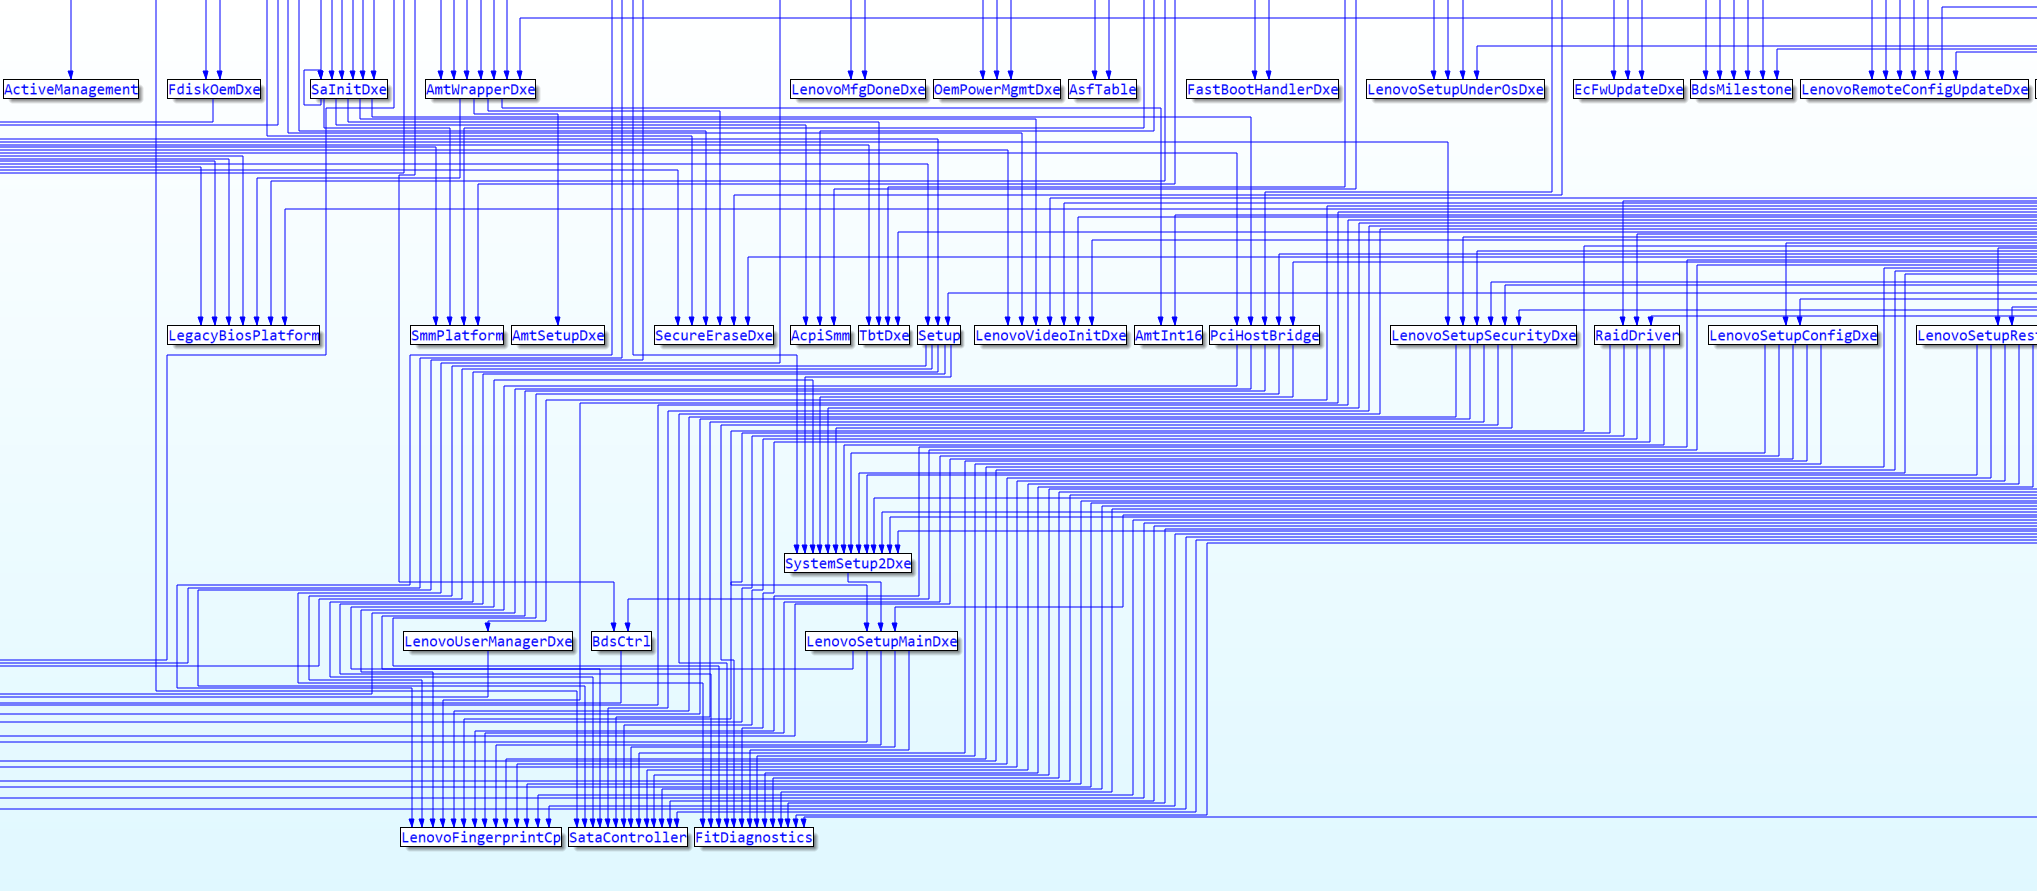 ActiveManagement
FdiskOemDxe
SaInitDxe
AmtWrapperDxe
LenovoMfgDoneDxe
OemPowerMgmtDxe
AsfTable
FastBootHandlerDxe
LenovoSetupUnderOsDxe
EcFwUpdateDxe
BdsMilestone
LenovoRemoteConfigUpdateDxe
LegacyBiosPlatform
SmmPlatform
AmtSetupDxe
SecureEraseDxe
AcpiSmm
TbtDxe
Setup
LenovoVideoInitDxe
AmtInt16
PciHostBridge
LenovoSetupSecurityDxe
RaidDriver
LenovoSetupConfigDxe
LenovoSetupRest
SystemSetup2Dxe
LenovoUserManagerDxe
BdsCtrl
LenovoSetupMainDxe
LenovoFingerprintCp
SataController
FitDiagnostics